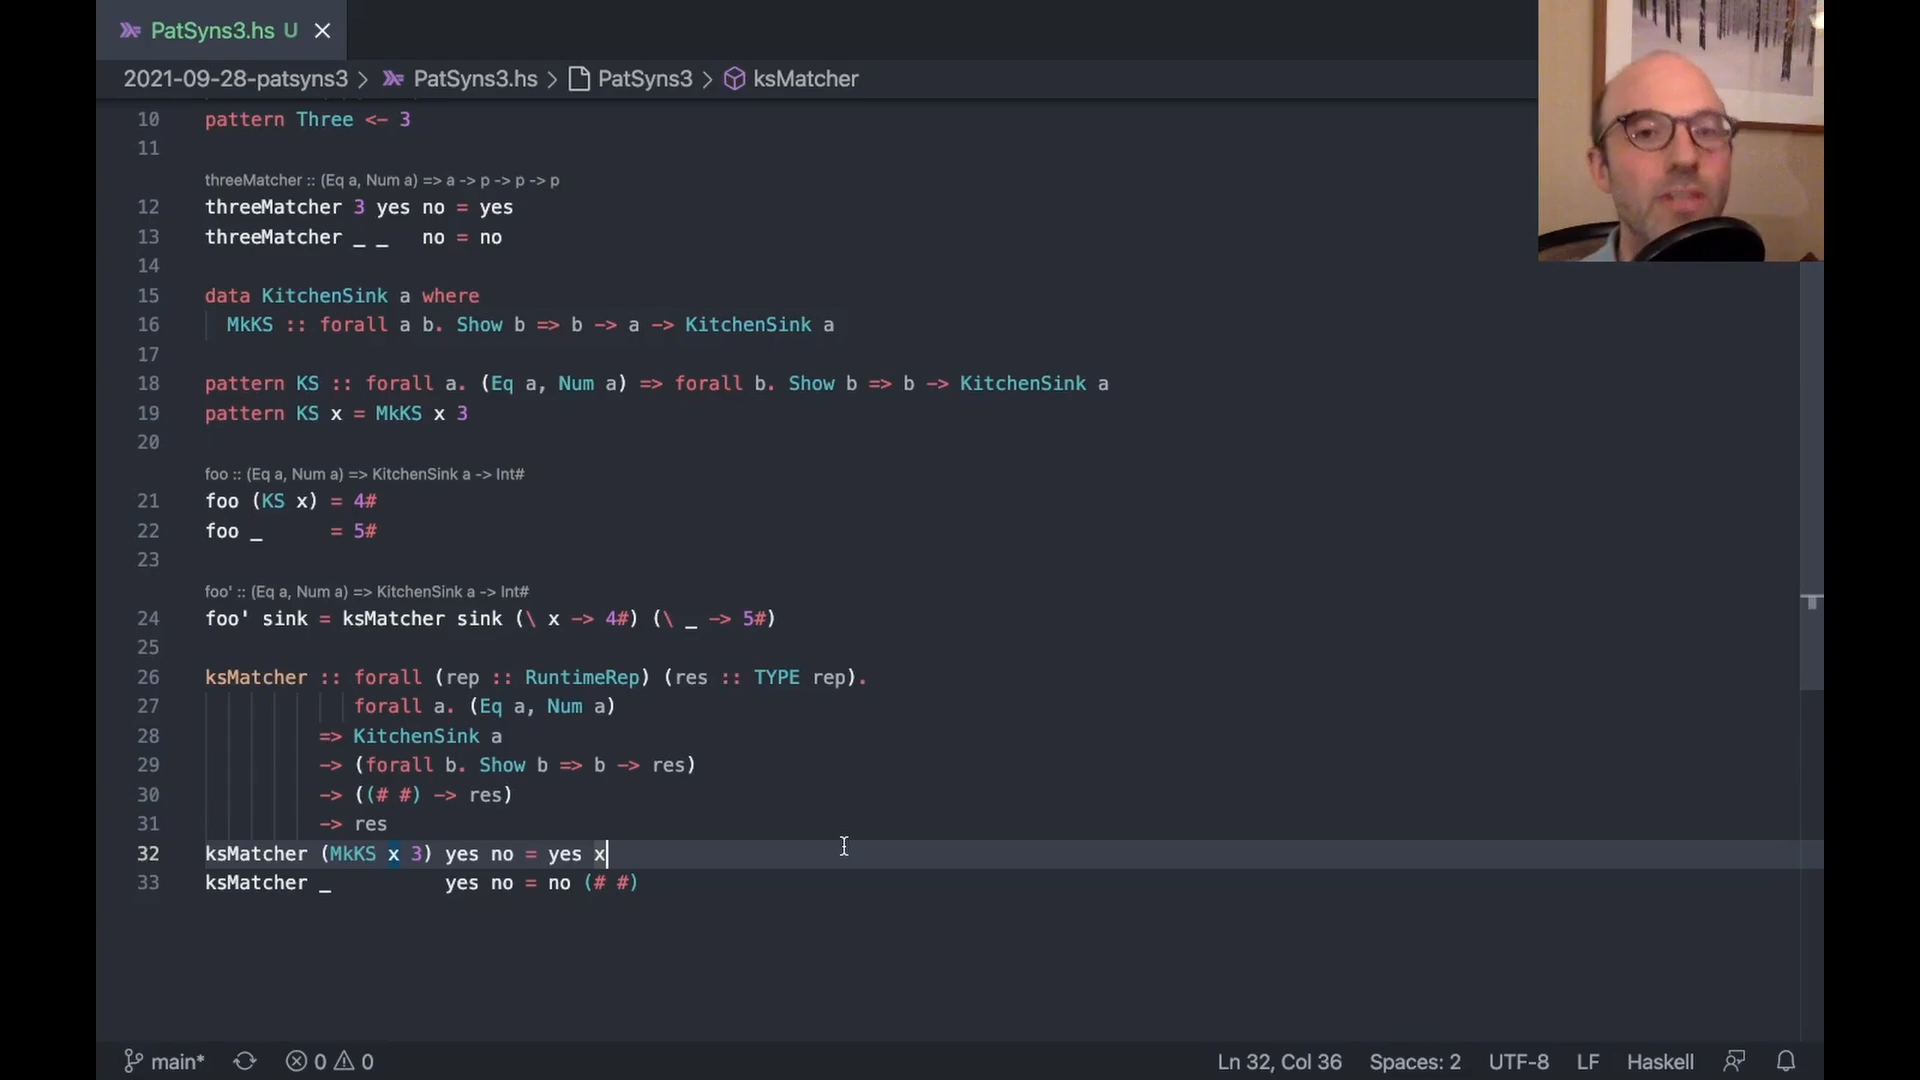 PatSyns3.hs U
2021-09-28-patsyns3 > PatSyns3.hs > PatSyns3 > ksMatcher
10 pattern Three <- 3
11
threeMatcher :: (Eq a, Num a) => a -> p -> p -> p
12 threeMatcher 3 yes no = yes
13 threeMatcher _ _   no = no
14
15 data KitchenSink a where
16   MkKS :: forall a b. Show b => b -> a -> KitchenSink a
17
18 pattern KS :: forall a. (Eq a, Num a) => forall b. Show b => b -> KitchenSink a
19 pattern KS x = MkKS x 3
20
foo :: (Eq a, Num a) => KitchenSink a -> Int#
21 foo (KS x) = 4#
22 foo _      = 5#
23
foo' :: (Eq a, Num a) => KitchenSink a -> Int#
24 foo' sink = ksMatcher sink (\ x -> 4#) (\ _ -> 5#)
25
26 ksMatcher :: forall (rep :: RuntimeRep) (res :: TYPE rep).
27              forall a. (Eq a, Num a)
28           => KitchenSink a
29           -> (forall b. Show b => b -> res)
30           -> ((# #) -> res)
31           -> res
32 ksMatcher (MkKS x 3) yes no = yes x
33 ksMatcher _          yes no = no (# #)
main* 0 0 Ln 32, Col 36 Spaces: 2 UTF-8 LF Haskell